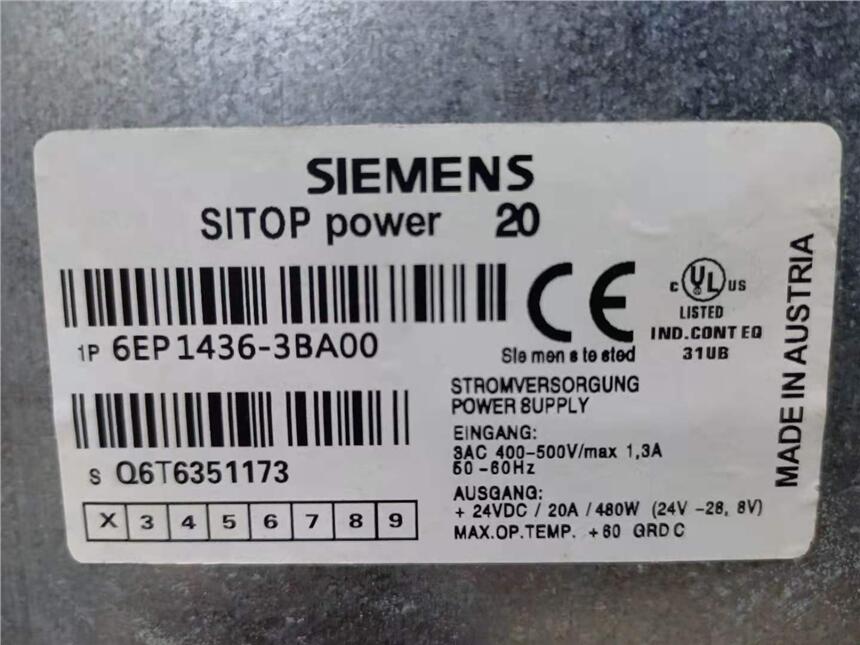 SIEMENS
SITOP power 20
1P 6EP1436-3BA00
S Q6T6351173
X 3 4 5 6 7 8 9
CE
Siemens tested
c UL us
LISTED
IND.CONT EQ
31UB
STROMVERSORGUNG
POWER SUPPLY
EINGANG:
3AC 400-500V/max 1,3A
50-60Hz
AUSGANG:
+ 24VDC / 20A / 480W (24V -28, 8V)
MAX.OP.TEMP. +60 GRD C
MADE IN AUSTRIA